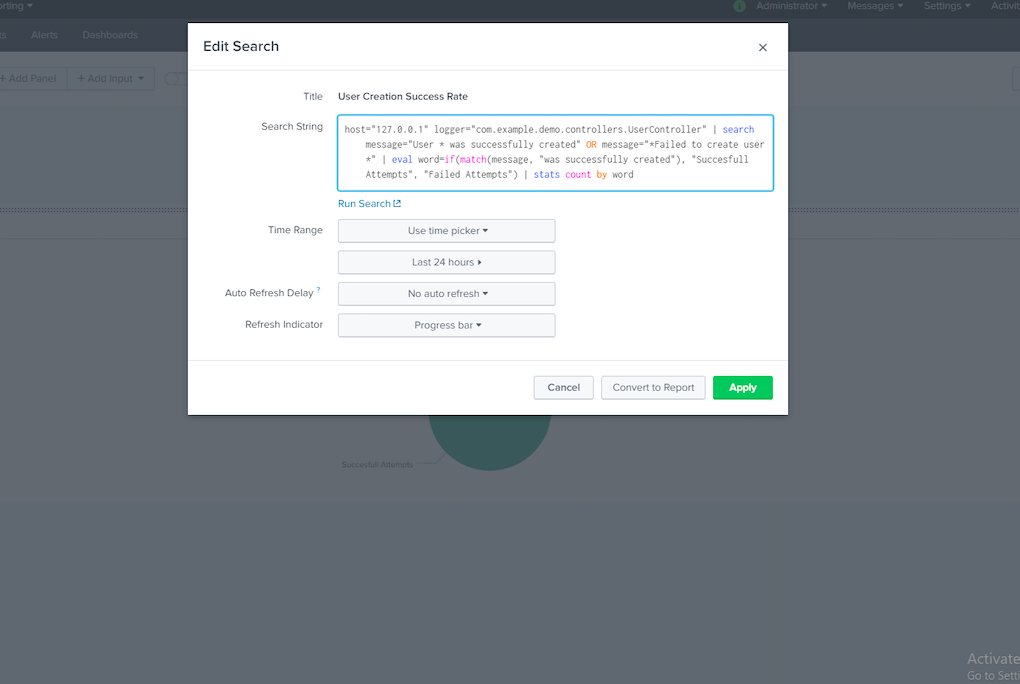 Administrator
Messages
Settings
Alerts
Dashboards
+ Add Panel
+ Add Input
Edit Search
Title
User Creation Success Rate
Search String
host="127.0.0.1" logger="com.example.demo.controllers.UserController" | search
message="User * was successfully created" OR message="*Failed to create user
*" | eval word=if(match(message, "was successfully created"), "Succesfull
Attempts", "Failed Attempts") | stats count by word
Run Search
Time Range
Use time picker
Last 24 hours
Auto Refresh Delay ?
No auto refresh
Refresh Indicator
Progress bar
Cancel
Convert to Report
Apply
Succesfull Attempts
Activate
Go to Setti